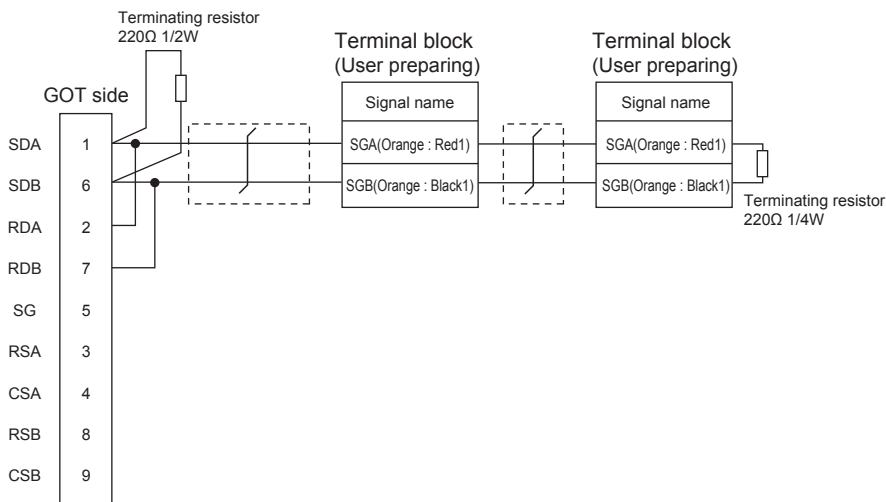 Terminating resistor
220Ω 1/2W
Terminal block
(User preparing)
Terminal block
(User preparing)
GOT side
Signal name
Signal name
SDA 1
SGA(Orange : Red1)
SGA(Orange : Red1)
SDB 6
SGB(Orange : Black1)
SGB(Orange : Black1)
Terminating resistor
220Ω 1/4W
RDA 2
RDB 7
SG 5
RSA 3
CSA 4
RSB 8
CSB 9